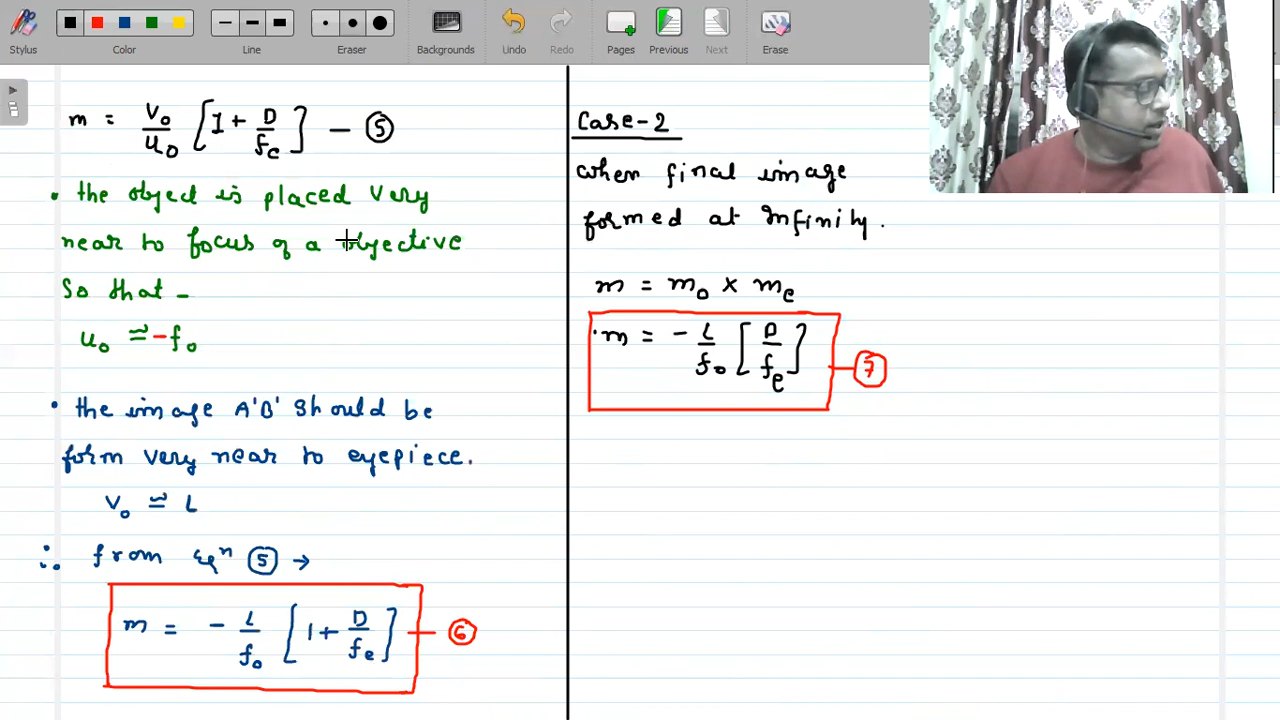 Stylus Color Line Eraser Backgrounds Undo Redo Pages Previous Next Erase
m = V₀/u₀ [1 + D/fₑ] — ⑤
• the object is placed very
near to focus of a objective
So that –
u₀ ≅ -f₀
• the image A'B' should be
form very near to eyepiece.
V₀ ≅ L
∴ from Eqⁿ ⑤ →
m = - L/f₀ [1 + D/fₑ] — ⑥
Case-2
when final image
formed at Infinity.
m = m₀ × mₑ
·m = - L/f₀ [D/fₑ] — ⑦